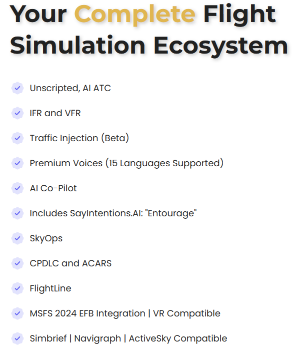 Your Complete Flight
Simulation Ecosystem
Unscripted, AI ATC
IFR and VFR
Traffic Injection (Beta)
Premium Voices (15 Languages Supported)
AI Co-Pilot
Includes SayIntentions.AI: "Entourage"
SkyOps
CPDLC and ACARS
FlightLine
MSFS 2024 EFB Integration | VR Compatible
Simbrief | Navigraph | ActiveSky Compatible